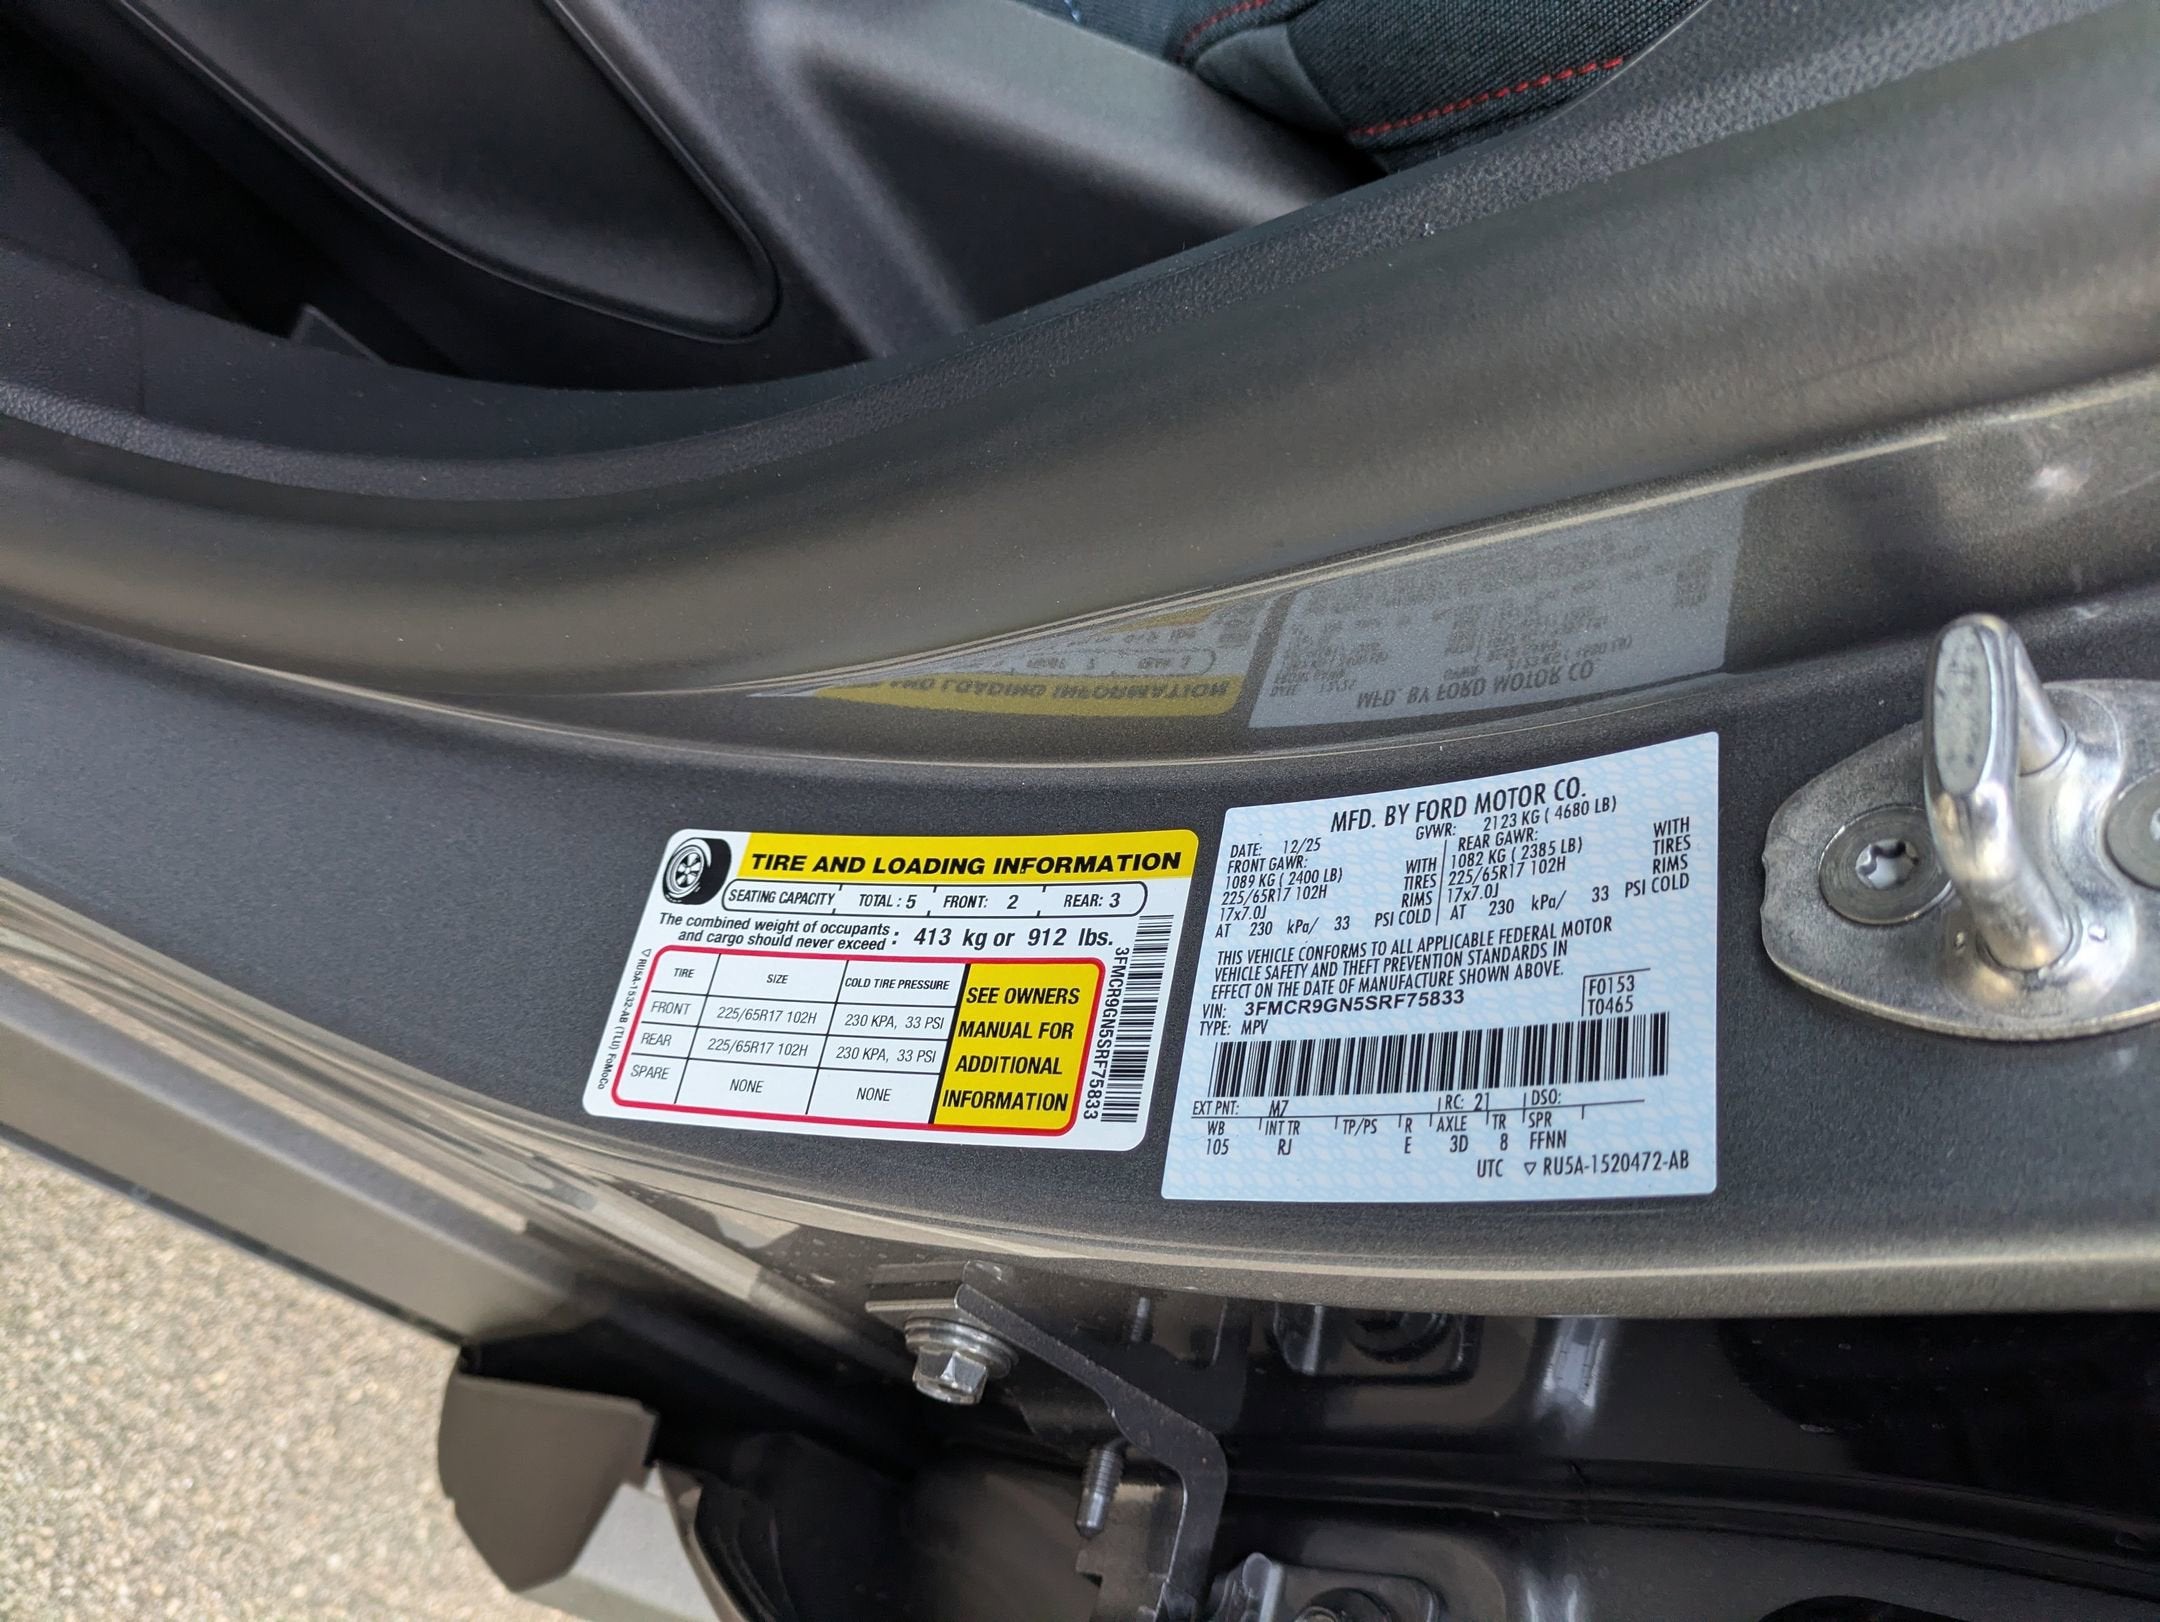 TIRE AND LOADING INFORMATION
SEATING CAPACITY TOTAL : 5 FRONT: 2 REAR: 3
The combined weight of occupants
and cargo should never exceed : 413 kg or 912 lbs.
TIRE SIZE COLD TIRE PRESSURE
FRONT 225/65R17 102H 230 KPA, 33 PSI
REAR 225/65R17 102H 230 KPA, 33 PSI
SPARE NONE NONE
SEE OWNERS
MANUAL FOR
ADDITIONAL
INFORMATION
▽ RU5A-1532-AB (TLU) FoMoCo
3FMCR9GN5SRF75833
MFD. BY FORD MOTOR CO.
DATE: 12/25 GVWR: 2123 KG ( 4680 LB)
FRONT GAWR: WITH REAR GAWR: WITH
1089 KG ( 2400 LB) TIRES 1082 KG ( 2385 LB) TIRES
225/65R17 102H RIMS 225/65R17 102H RIMS
17x7.0J 17x7.0J
AT 230 kPa/ 33 PSI COLD AT 230 kPa/ 33 PSI COLD
THIS VEHICLE CONFORMS TO ALL APPLICABLE FEDERAL MOTOR
VEHICLE SAFETY AND THEFT PREVENTION STANDARDS IN
EFFECT ON THE DATE OF MANUFACTURE SHOWN ABOVE.
VIN: 3FMCR9GN5SRF75833 F0153
TYPE: MPV T0465
EXT PNT: M7 RC: 21 DSO:
WB INT TR TP/PS R AXLE TR SPR
105 RJ E 3D 8 FFNN
UTC ▽ RU5A-1520472-AB